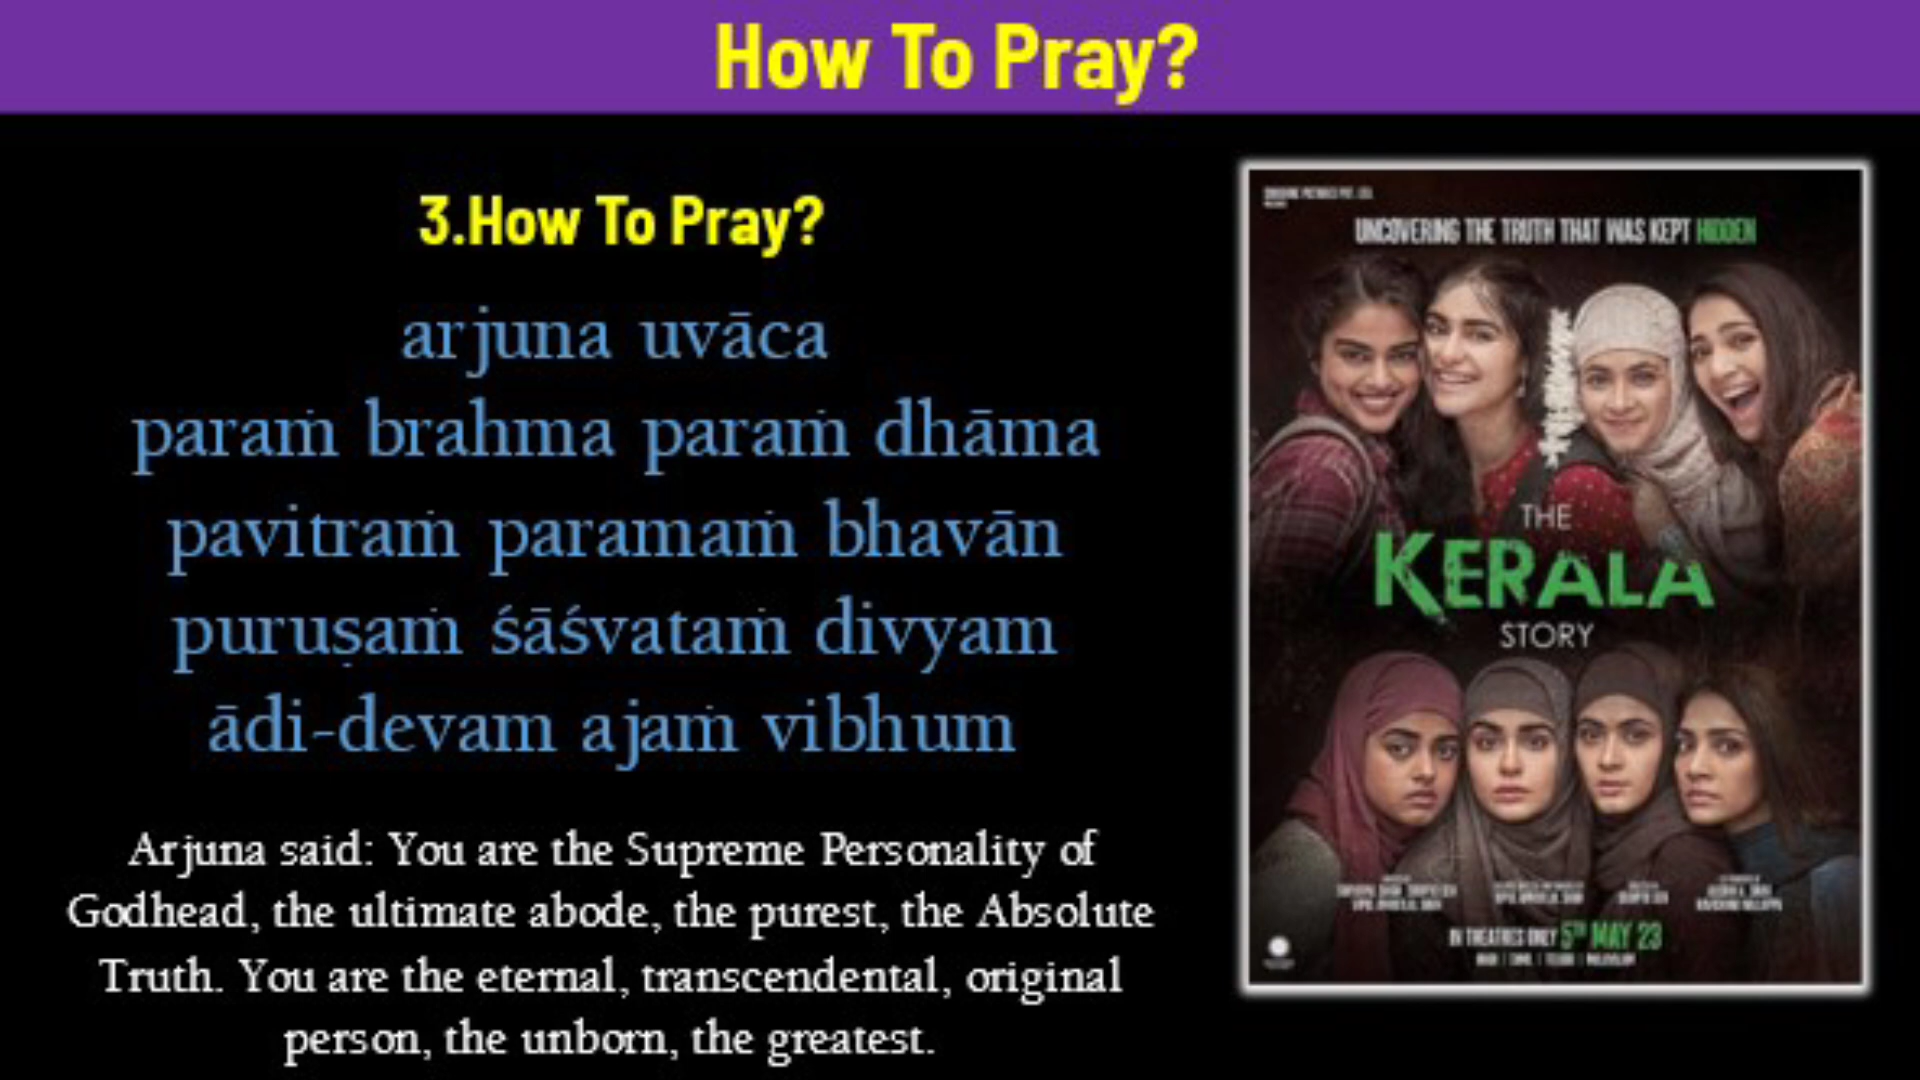 How To Pray?
3.How To Pray?
arjuna uvāca
paraṁ brahma paraṁ dhāma
pavitraṁ paramaṁ bhavān
puruṣaṁ śāśvataṁ divyam
ādi-devam ajaṁ vibhum
Arjuna said: You are the Supreme Personality of
Godhead, the ultimate abode, the purest, the Absolute
Truth. You are the eternal, transcendental, original
person, the unborn, the greatest.
UNCOVERING THE TRUTH THAT WAS KEPT HIDDEN
THE
KERALA
STORY
IN THEATRES ONLY 5TH MAY 23